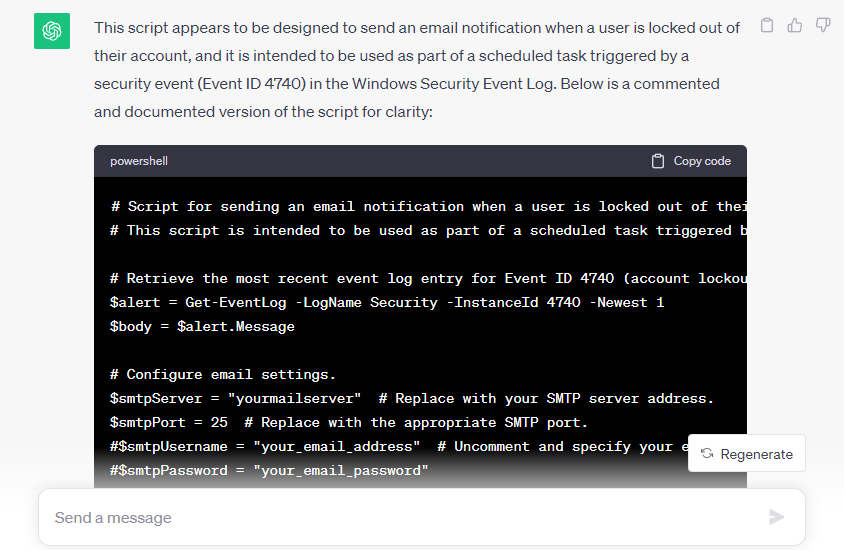 This script appears to be designed to send an email notification when a user is locked out of
their account, and it is intended to be used as part of a scheduled task triggered by a
security event (Event ID 4740) in the Windows Security Event Log. Below is a commented
and documented version of the script for clarity:
powershell
Copy code
# Script for sending an email notification when a user is locked out of
# This script is intended to be used as part of a scheduled task triggered
# Retrieve the most recent event log entry for Event ID 4740 (account
$alert = Get-EventLog -LogName Security -InstanceId 4740 -Newest 1
$body = $alert.Message
# Configure email settings.
$smtpServer = "yourmailserver"  # Replace with your SMTP server address.
$smtpPort = 25  # Replace with the appropriate SMTP port.
#$smtpUsername = "your_email_address"  # Uncomment and specify your
#$smtpPassword = "your_email_password"
Regenerate
Send a message